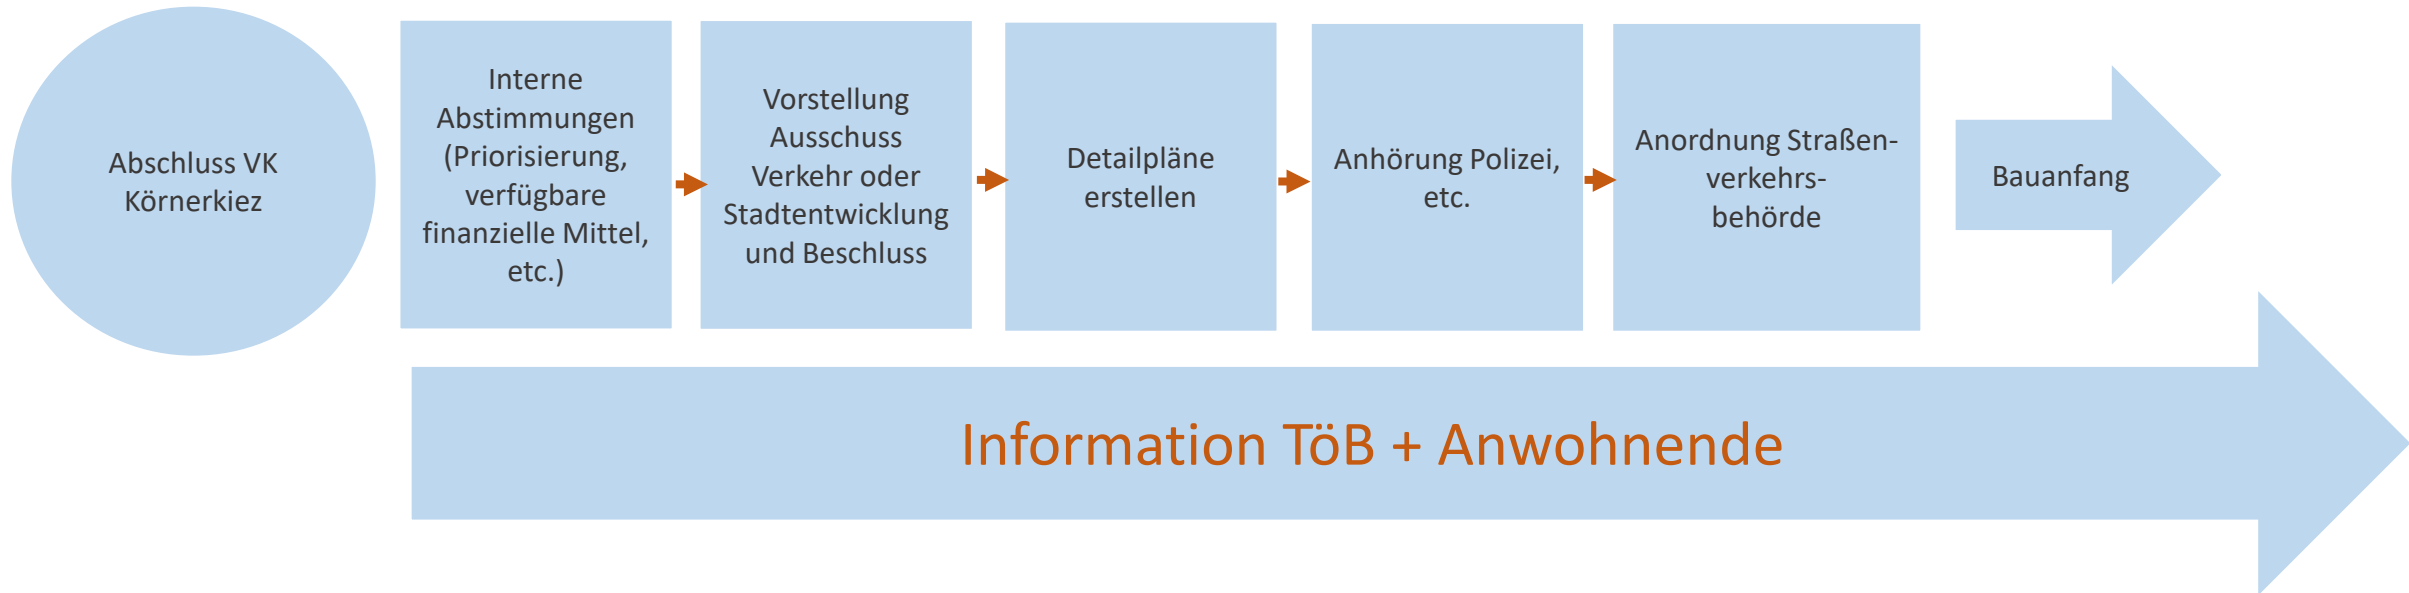 Abschluss VK
Körnerkiez
Interne
Abstimmungen
(Priorisierung,
verfügbare
finanzielle Mittel,
etc.)
Vorstellung
Ausschuss
Verkehr oder
Stadtentwicklung
und Beschluss
Detailpläne
erstellen
Anhörung Polizei,
etc.
Anordnung Straßen-
verkehrs-
behörde
Bauanfang
Information TöB + Anwohnende